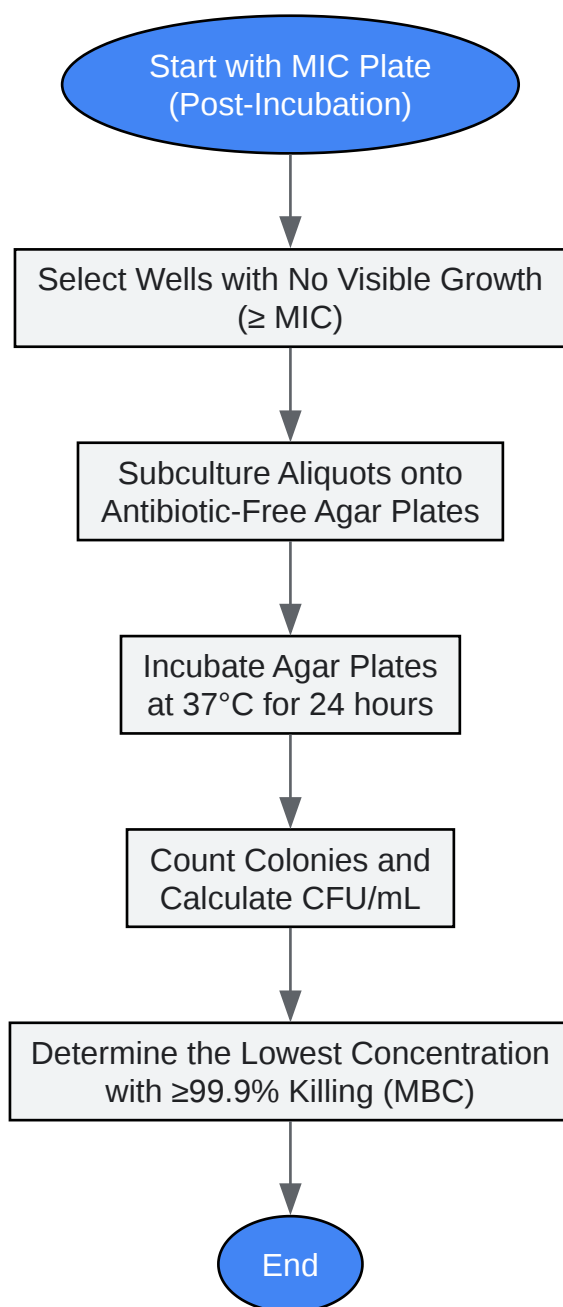 Start with MIC Plate
(Post-Incubation)
Select Wells with No Visible Growth
(≥ MIC)
Subculture Aliquots onto
Antibiotic-Free Agar Plates
Incubate Agar Plates
at 37°C for 24 hours
Count Colonies and
Calculate CFU/mL
Determine the Lowest Concentration
with ≥99.9% Killing (MBC)
End